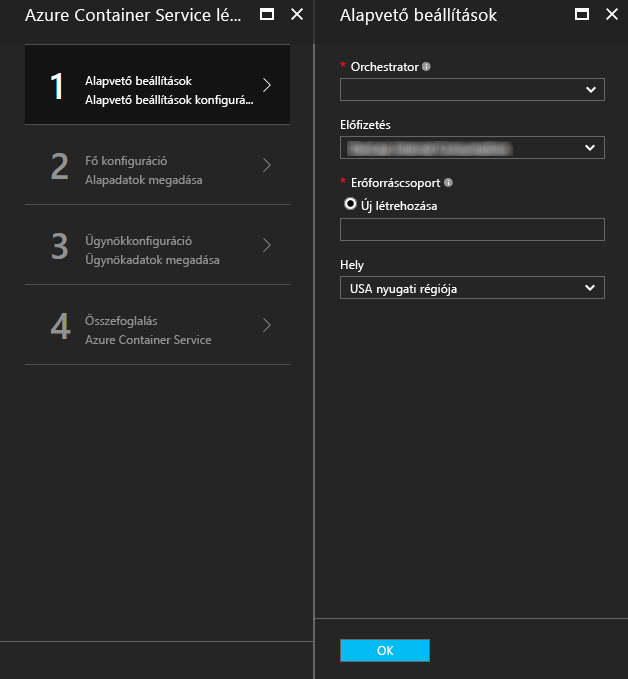 Azure Container Service lé...
1
Alapvető beállítások
Alapvető beállítások konfigurá...
2
Fő konfiguráció
Alapadatok megadása
3
Ügynökkonfiguráció
Ügynökadatok megadása
4
Összefoglalás
Azure Container Service
Alapvető beállítások
* Orchestrator
Előfizetés
* Erőforráscsoport
Új létrehozása
Hely
USA nyugati régiója
OK